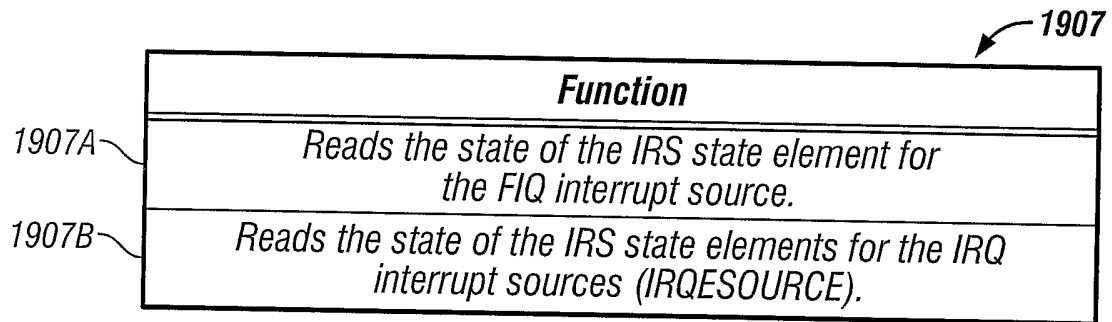 1907
Function
1907A
Reads the state of the IRS state element for
the FIQ interrupt source.
1907B
Reads the state of the IRS state elements for the IRQ
interrupt sources (IRQESOURCE).